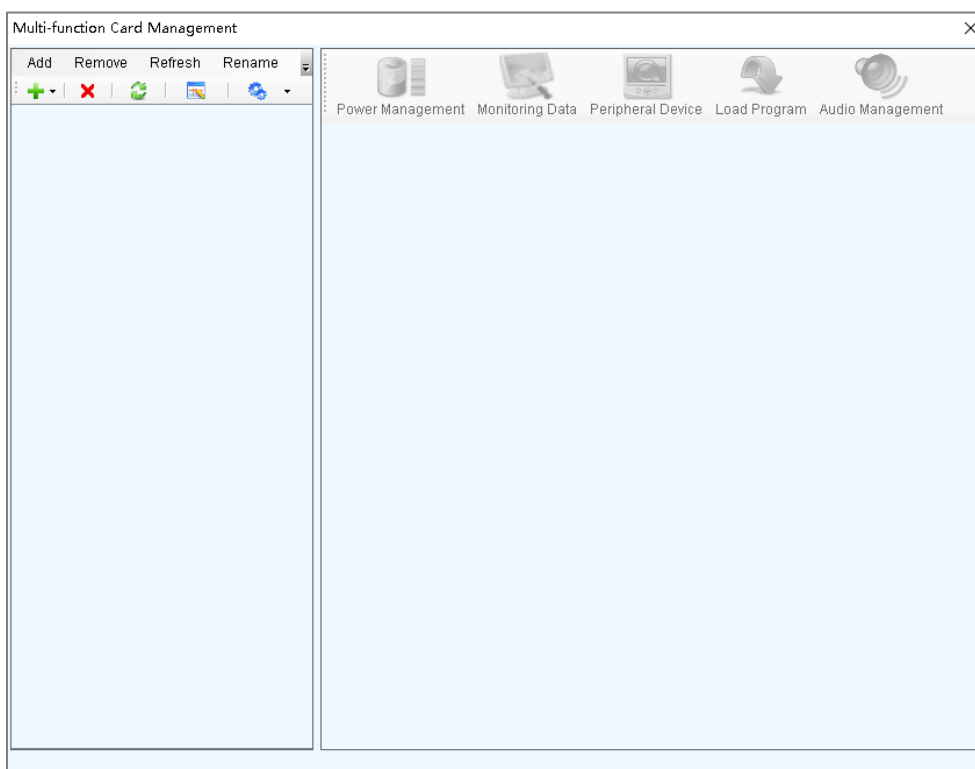 Multi-function Card Management
Add Remove Refresh Rename
Power Management Monitoring Data Peripheral Device Load Program Audio Management